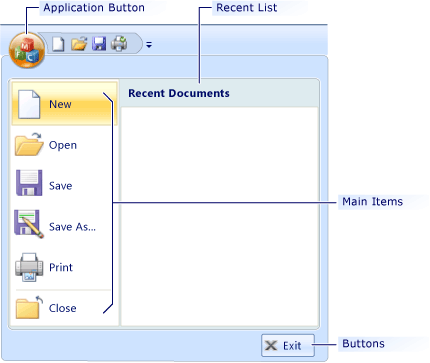 Application Button
Recent List
Recent Documents
New
Open
Save
Main Items
Save As...
Print
Close
Exit
Buttons